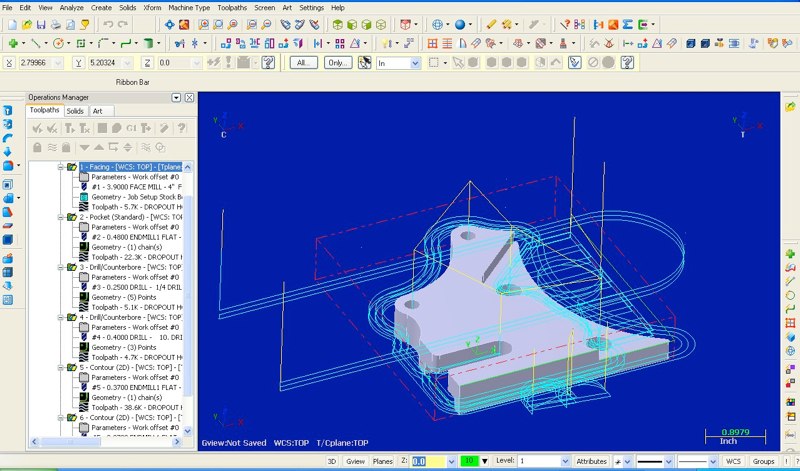 File Edit View Analyze Create Solids Xform Machine Type Toolpaths Screen Art Settings Help
X 2.79966 Y 5.20324 Z 0.0 All... Only... In
Ribbon Bar
Operations Manager
Toolpaths Solids Art
G1
1 - Facing - [WCS: TOP] - [Tplane
Parameters - Work offset #0
#1 - 3.9000 FACE MILL - 4" F
Geometry - Job Setup Stock B
Toolpath - 5.7K - DROPOUT H
2 - Pocket (Standard) - [WCS: TO
Parameters - Work offset #0
#2 - 0.4800 ENDMILL1 FLAT -
Geometry - (1) chain(s)
Toolpath - 22.3K - DROPOUT
3 - Drill/Counterbore - [WCS: TOP]
Parameters - Work offset #0
#3 - 0.2500 DRILL - 1/4 DRIL
Geometry - (5) Points
Toolpath - 5.1K - DROPOUT H
4 - Drill/Counterbore - [WCS: TOP]
Parameters - Work offset #0
#4 - 0.4000 DRILL - 10. DRI
Geometry - (3) Points
Toolpath - 4.7K - DROPOUT H
5 - Contour (2D) - [WCS: TOP] - [T
Parameters - Work offset #0
#5 - 0.3700 ENDMILL1 FLAT -
Geometry - (1) chain(s)
Toolpath - 38.6K - DROPOUT
6 - Contour (2D) - [WCS: TOP] - [T
Parameters - Work offset #0
Y X
C
Y X
T
Y Z
Y X
0.8979
Inch
Gview:Not Saved WCS:TOP T/Cplane:TOP
3D Gview Planes Z: 0.0 10 Level: 1 Attributes WCS Groups ! ?